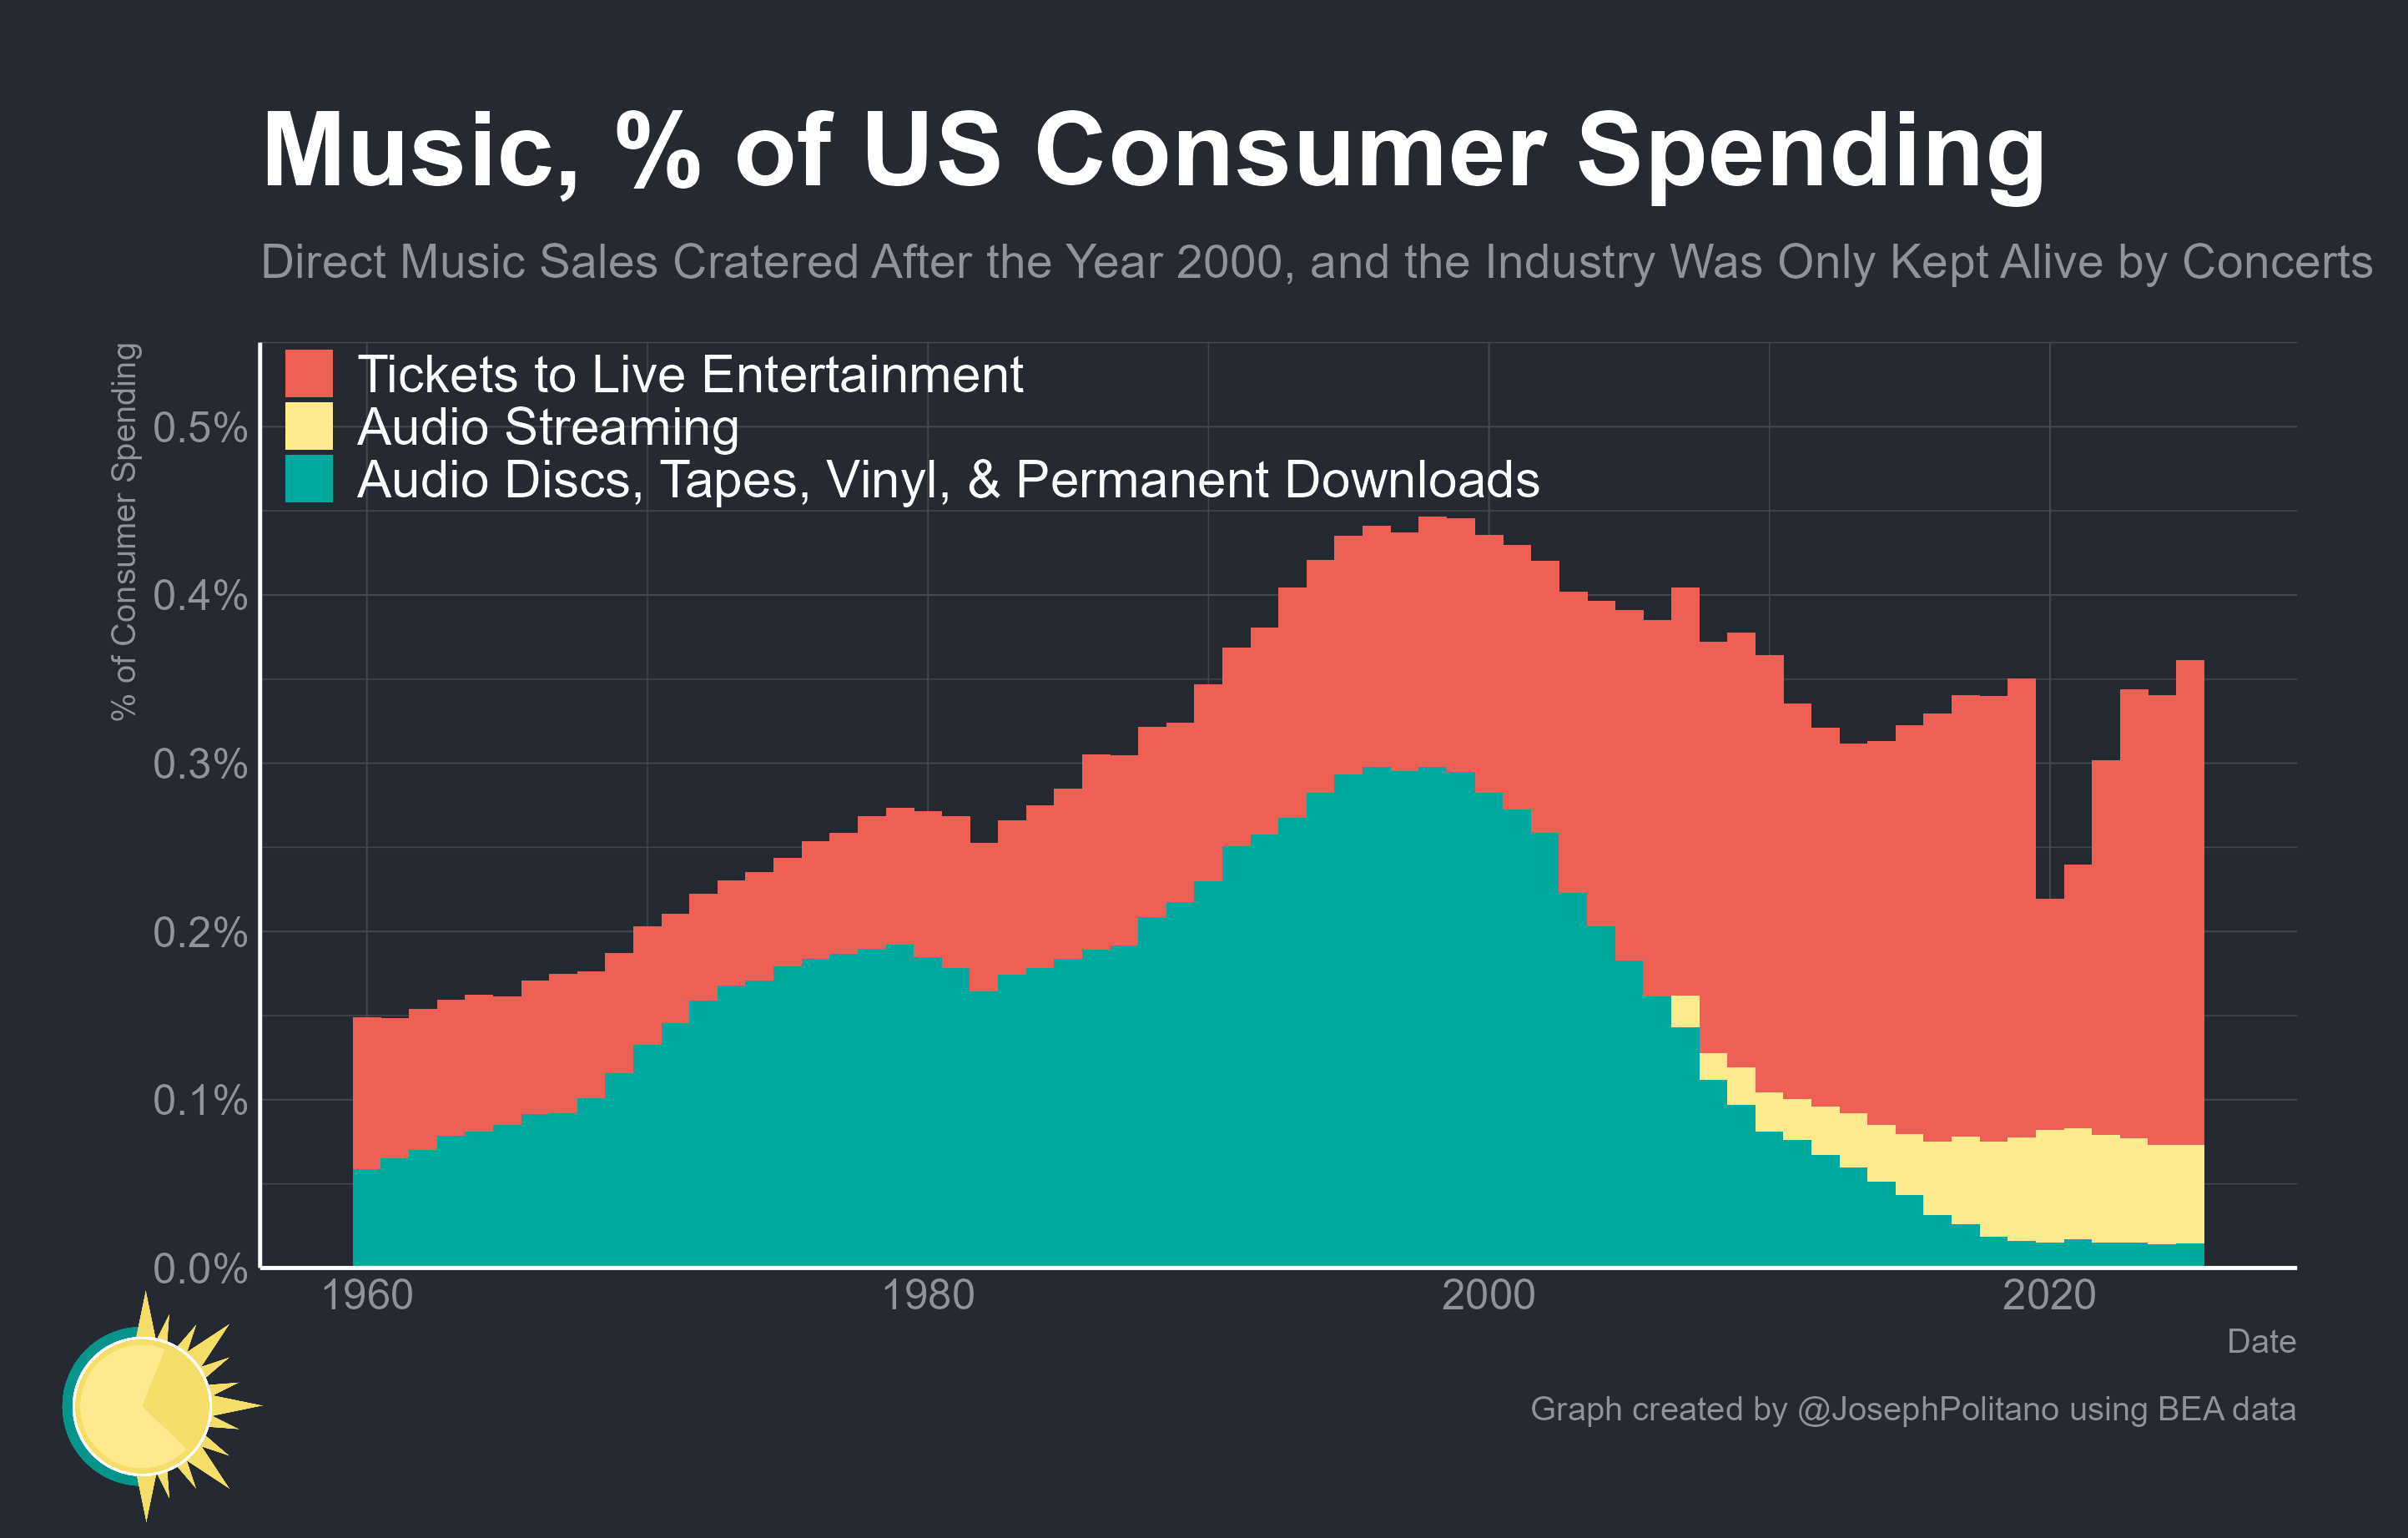 Music, % of US Consumer Spending
Direct Music Sales Cratered After the Year 2000, and the Industry Was Only Kept Alive by Concerts
% of Consumer Spending
Tickets to Live Entertainment
Audio Streaming
Audio Discs, Tapes, Vinyl, & Permanent Downloads
0.5%
0.4%
0.3%
0.2%
0.1%
0.0%
1960 1980 2000 2020
Date
Graph created by @JosephPolitano using BEA data